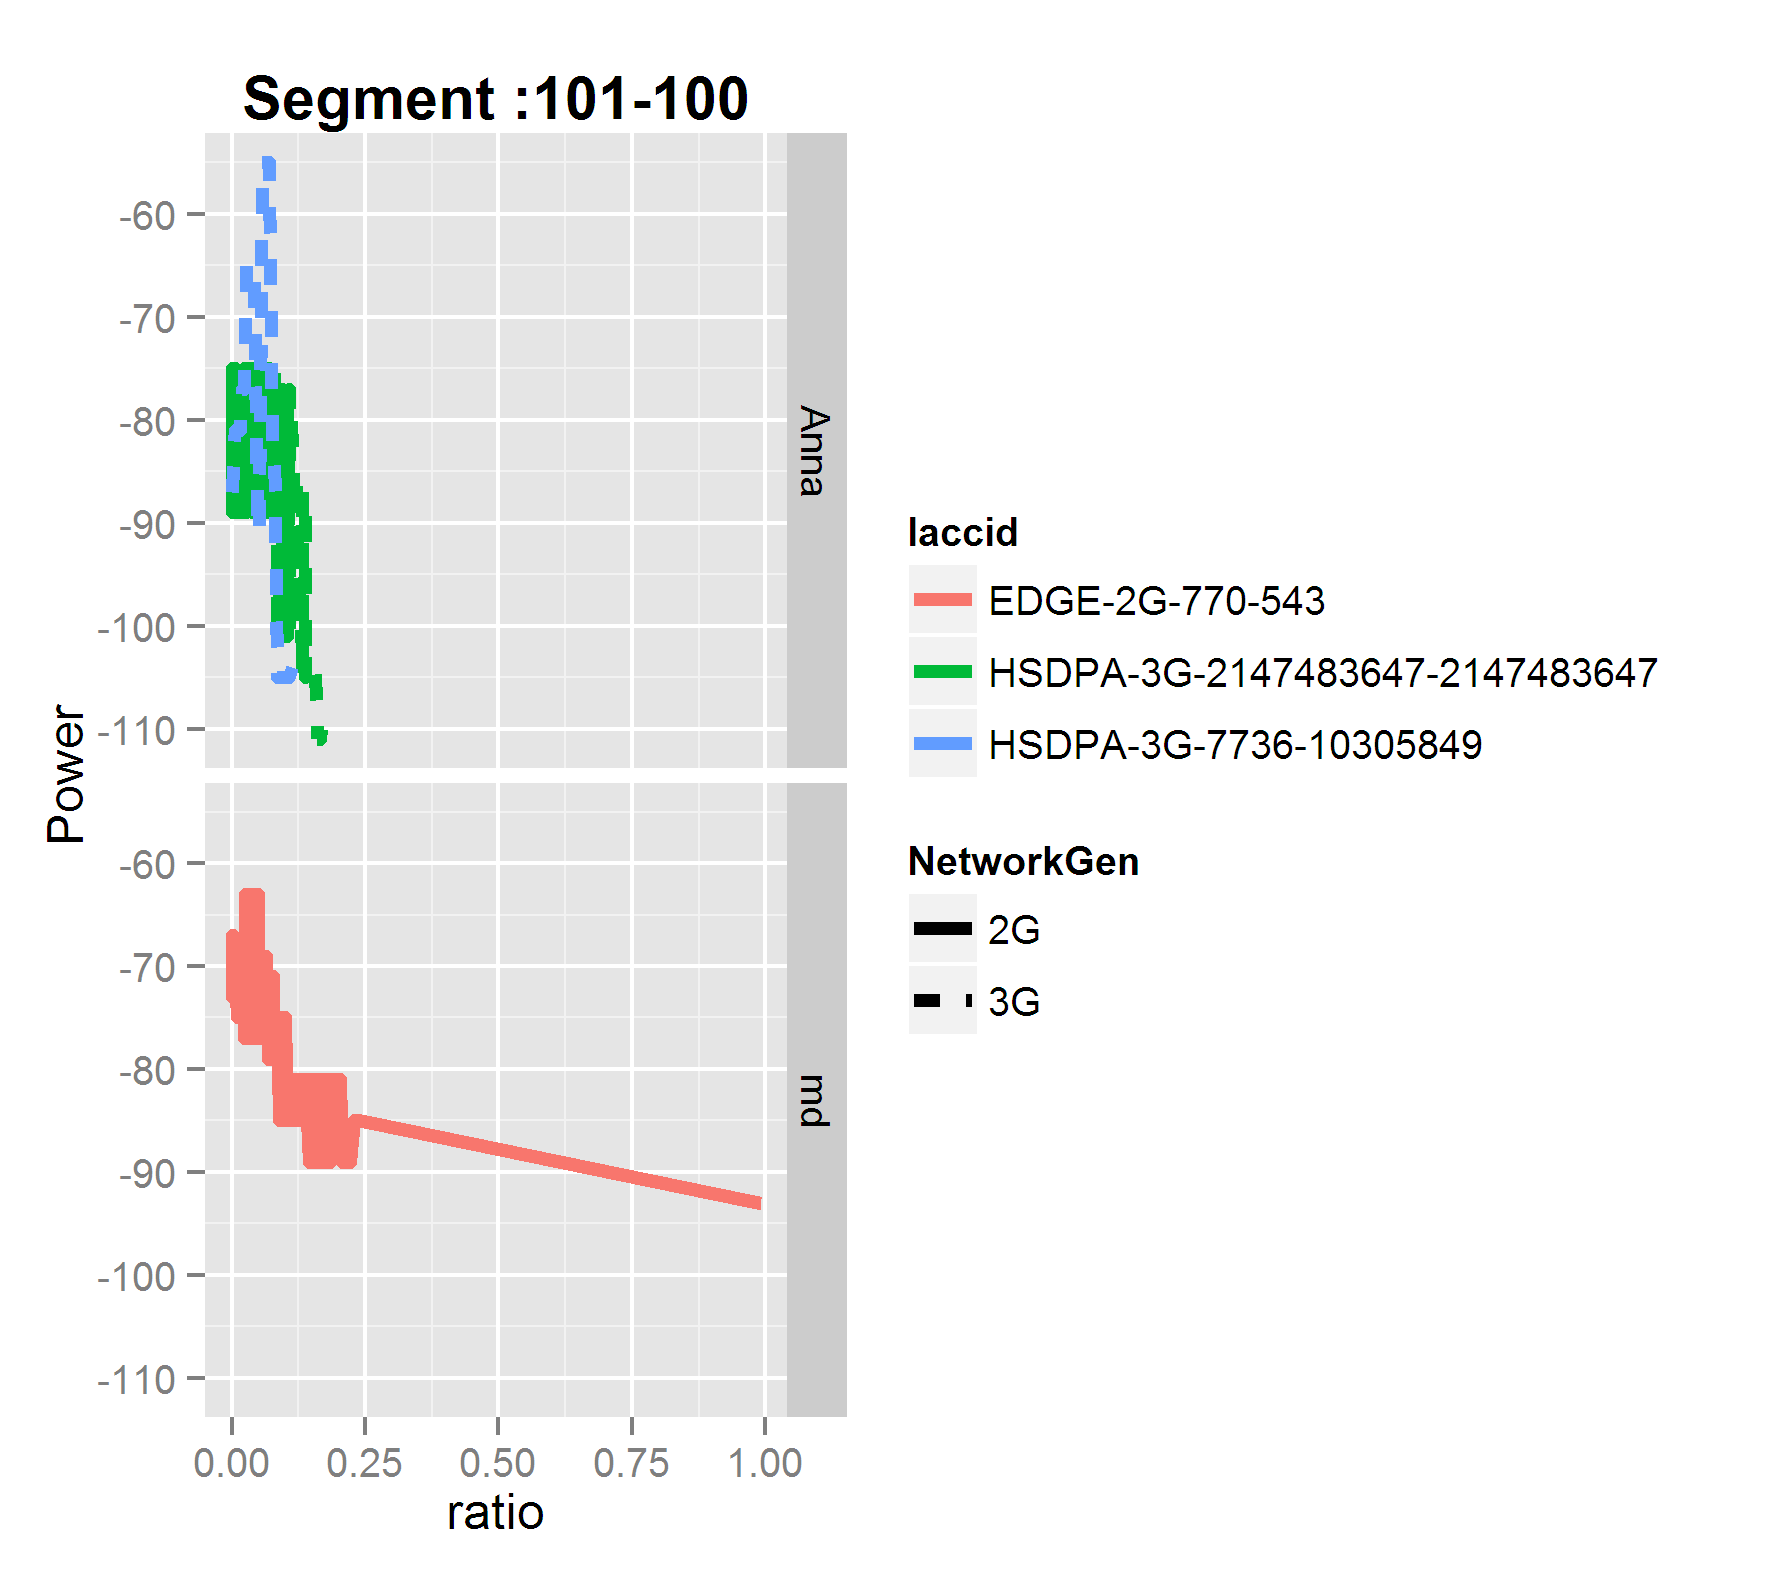 Segment :101-100
-60
-70
-80
-90
-100
-110
Anna
-60
-70
-80
-90
-100
-110
md
Power
0.00 0.25 0.50 0.75 1.00
ratio
laccid
EDGE-2G-770-543
HSDPA-3G-2147483647-2147483647
HSDPA-3G-7736-10305849
NetworkGen
2G
3G